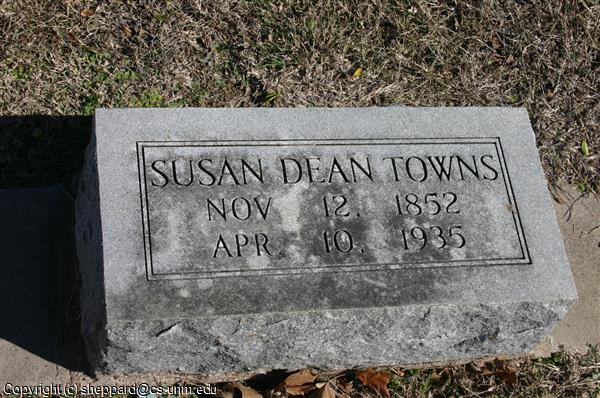 SUSAN DEAN TOWNS
NOV 12, 1852
APR. 10, 1935
Copyright (c) sheppard@cs.unm.edu